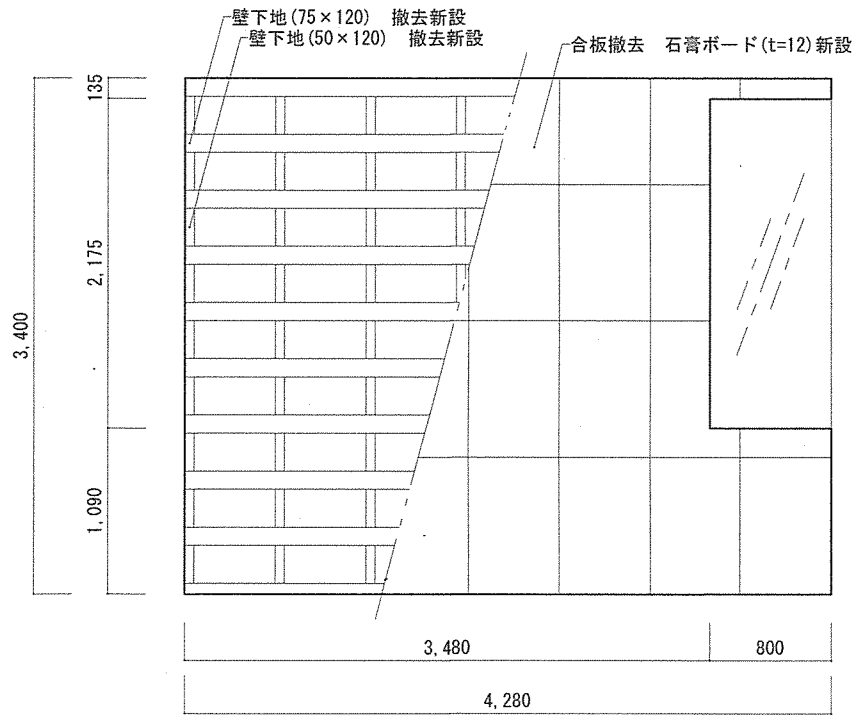 壁下地(75×120)　撤去新設
壁下地(50×120)　撤去新設
合板撤去　石膏ボード(t=12)新設
135
2,175
3,400
1,090
3,480
800
4,280